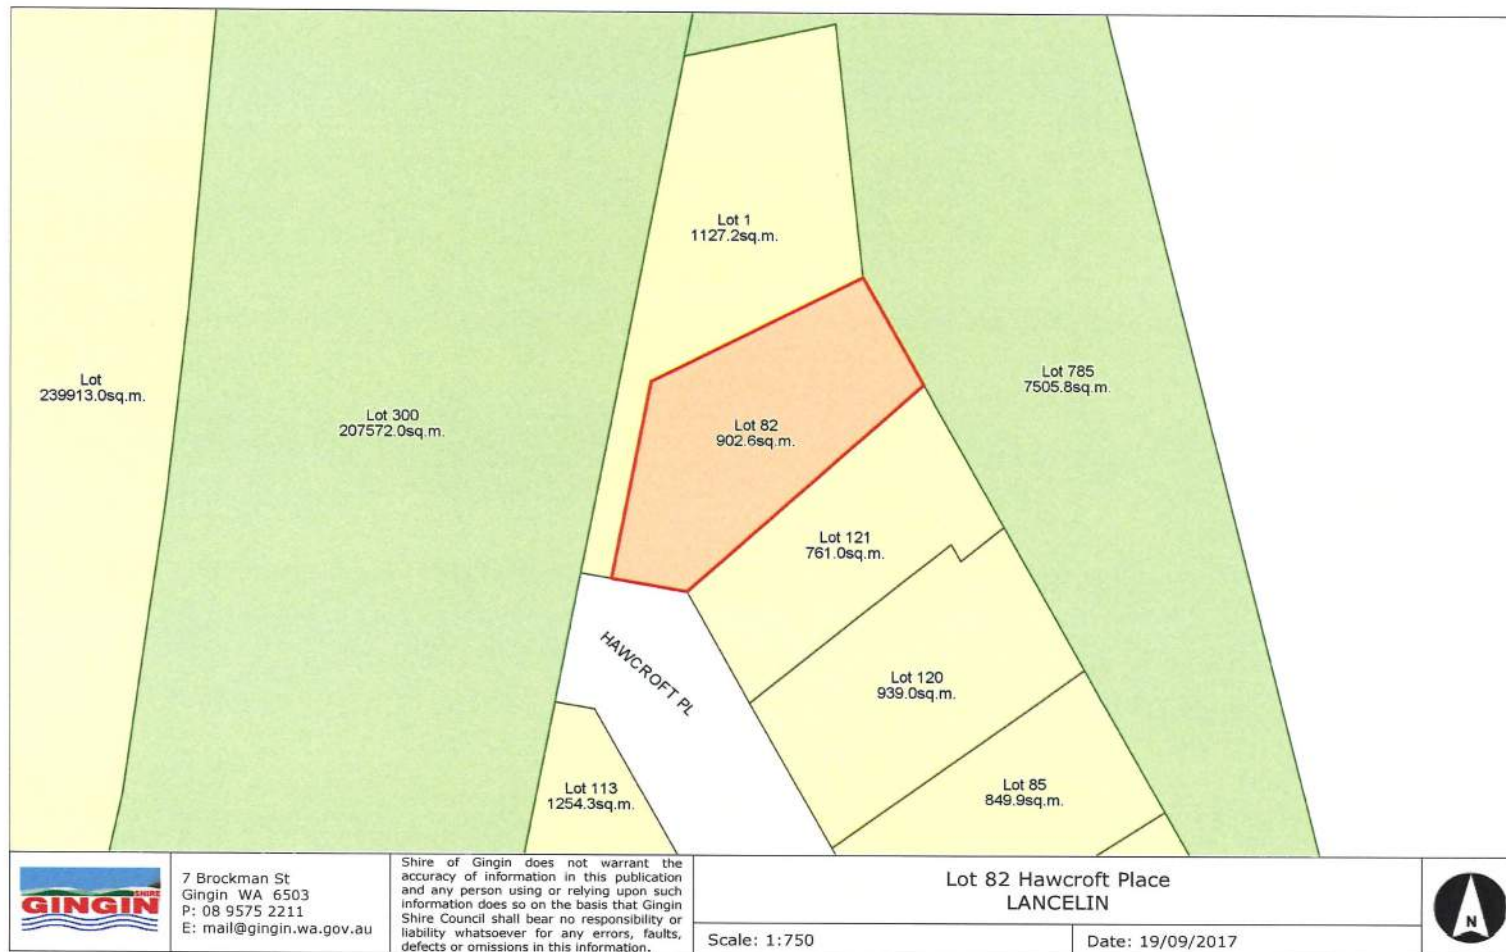 Lot 1
1127.2sq.m.
Lot
239913.0sq.m.
Lot 300
207572.0sq.m.
Lot 82
902.6sq.m.
Lot 785
7505.8sq.m.
Lot 121
761.0sq.m.
HAWCROFT PL
Lot 120
939.0sq.m.
Lot 113
1254.3sq.m.
Lot 85
849.9sq.m.
SHIRE
GINGIN
7 Brockman St
Gingin WA 6503
P: 08 9575 2211
E: mail@gingin.wa.gov.au
Shire of Gingin does not warrant the
accuracy of information in this publication
and any person using or relying upon such
information does so on the basis that Gingin
Shire Council shall bear no responsibility or
liability whatsoever for any errors, faults,
defects or omissions in this information.
Lot 82 Hawcroft Place
LANCELIN
Scale: 1:750
Date: 19/09/2017
N